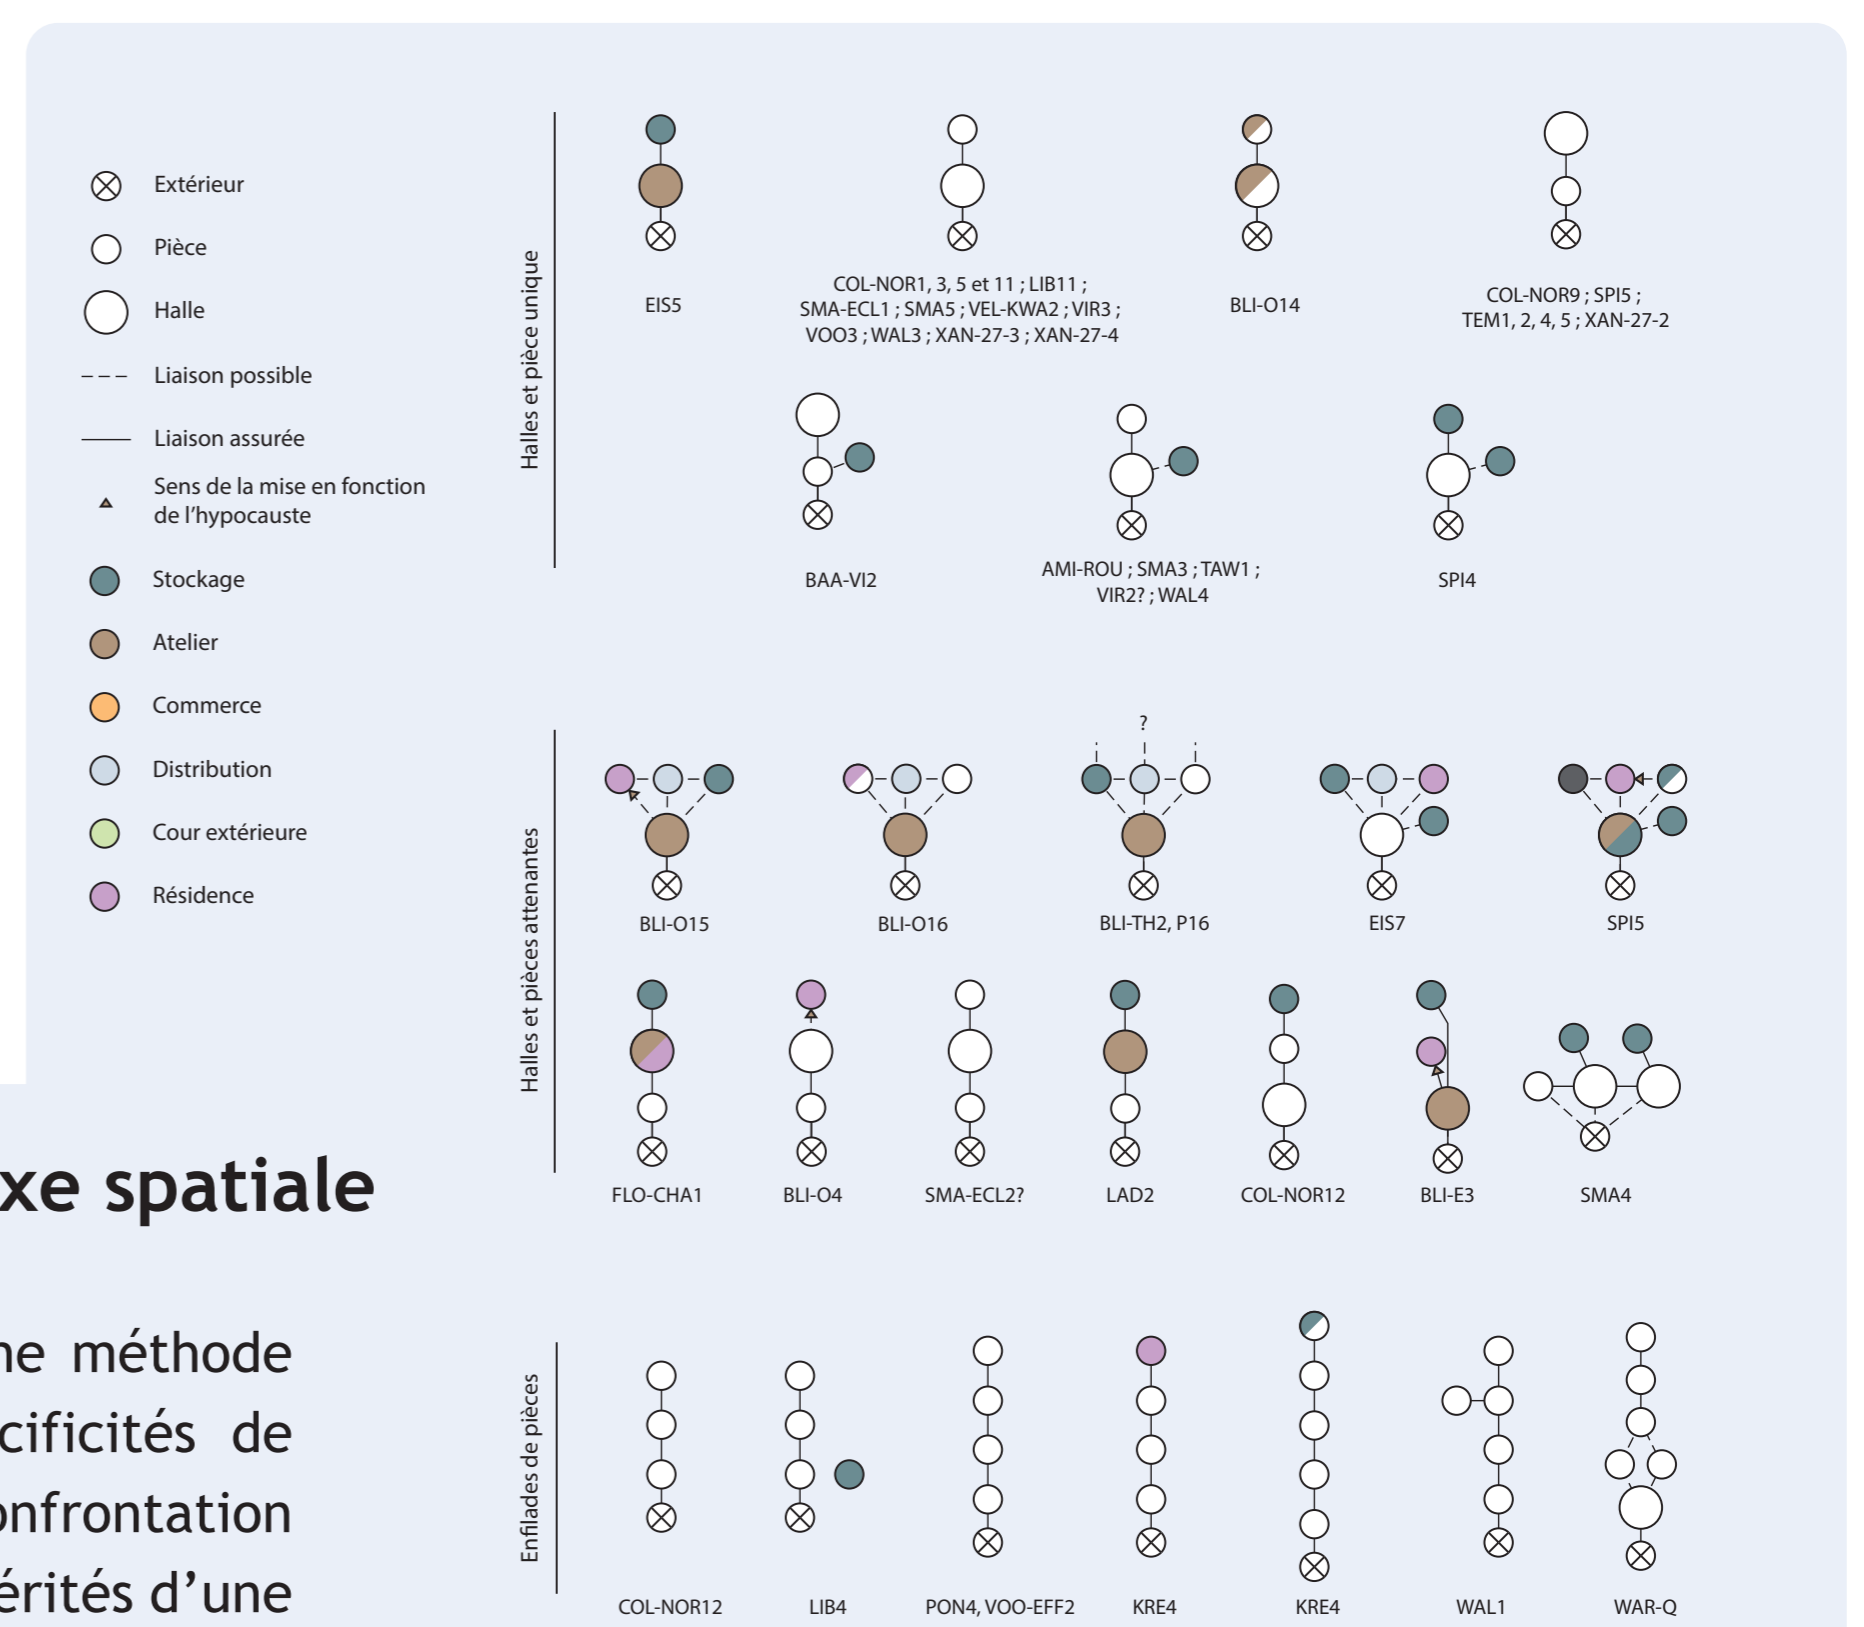 Extérieur
Pièce
Halle
Liaison possible
Liaison assurée
Sens de la mise en fonction
de l'hypocauste
Stockage
Atelier
Commerce
Distribution
Cour extérieure
Résidence
Halles et pièce unique
EIS5
COL-NOR1, 3, 5 et 11 ; LIB11 ;
SMA-ECL1 ; SMA5 ; VEL-KWA2 ; VIR3 ;
VOO3 ; WAL3 ; XAN-27-3 ; XAN-27-4
BLI-O14
COL-NOR9 ; SPI5 ;
TEM1, 2, 4, 5 ; XAN-27-2
BAA-VI2
AMI-ROU ; SMA3 ; TAW1 ;
VIR2? ; WAL4
SPI4
Halles et pièces attenantes
?
BLI-O15
BLI-O16
BLI-TH2, P16
EIS7
SPI5
FLO-CHA1
BLI-O4
SMA-ECL2?
LAD2
COL-NOR12
BLI-E3
SMA4
Enfilades de pièces
COL-NOR12
LIB4
PON4, VOO-EFF2
KRE4
KRE4
WAL1
WAR-Q
xe spatiale
ne méthode
cificités de
onfrontation
érités d'une